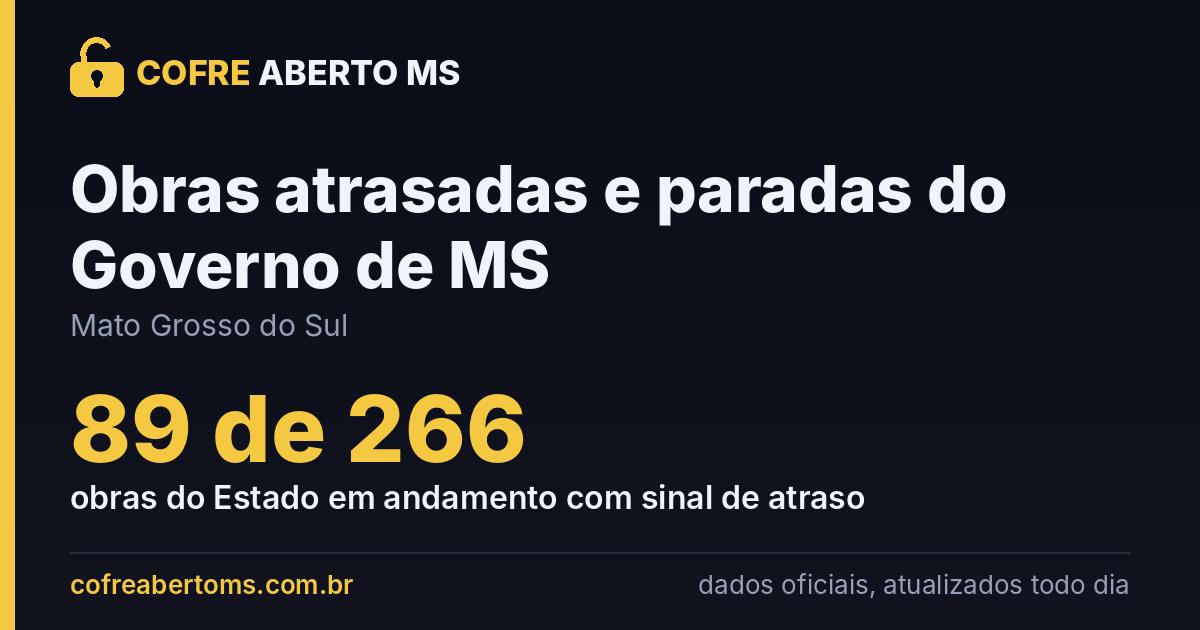 COFRE ABERTO MS
Obras atrasadas e paradas do
Governo de MS
Mato Grosso do Sul
89 de 266
obras do Estado em andamento com sinal de atraso
cofreabertoms.com.br
dados oficiais, atualizados todo dia